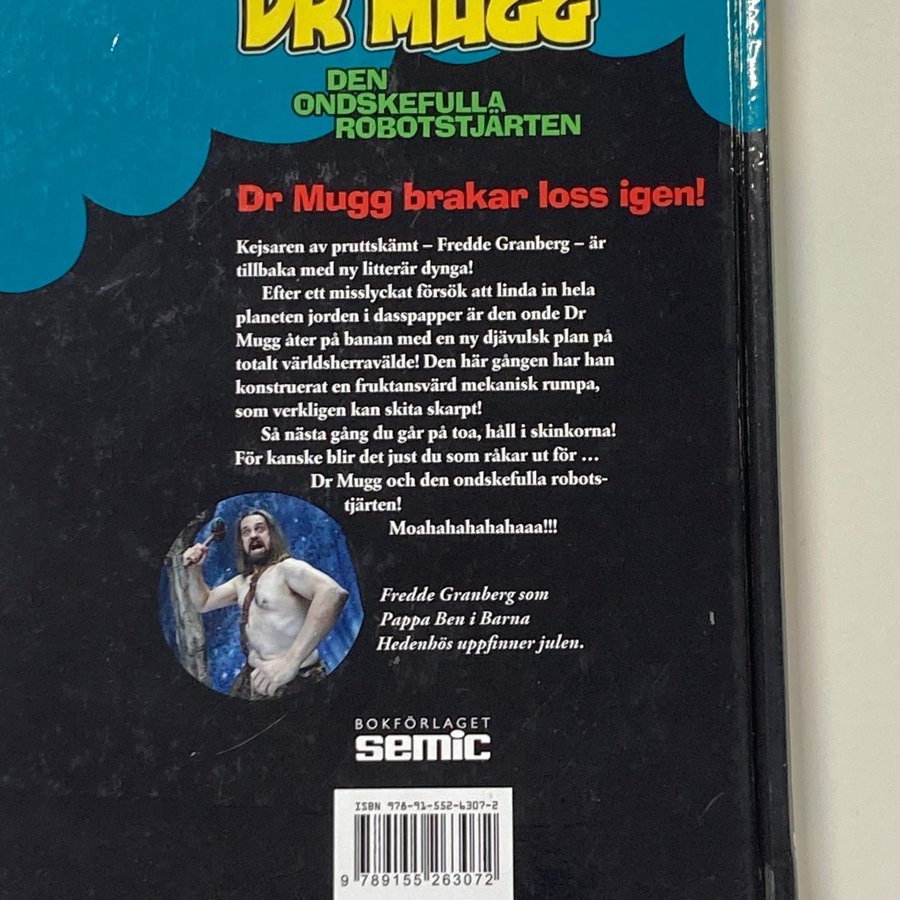 DR MUGG
DEN
ONDSKEFULLA
ROBOTSTJÄRTEN
Dr Mugg brakar loss igen!
Kejsaren av pruttskämt – Fredde Granberg – är
tillbaka med ny litterär dynga!
Efter ett misslyckat försök att linda in hela
planeten jorden i dasspapper är den onde Dr
Mugg åter på banan med en ny djävulsk plan på
totalt världsherravälde! Den här gången har han
konstruerat en fruktansvärd mekanisk rumpa,
som verkligen kan skita skarpt!
Så nästa gång du går på toa, håll i skinkorna!
För kanske blir det just du som råkar ut för …
Dr Mugg och den ondskefulla robots-
tjärten!
Moahahahahahaaa!!!
Fredde Granberg som
Pappa Ben i Barna
Hedenhös uppfinner julen.
BOKFÖRLAGET
semic
ISBN 978-91-552-6307-2
9 789155 263072